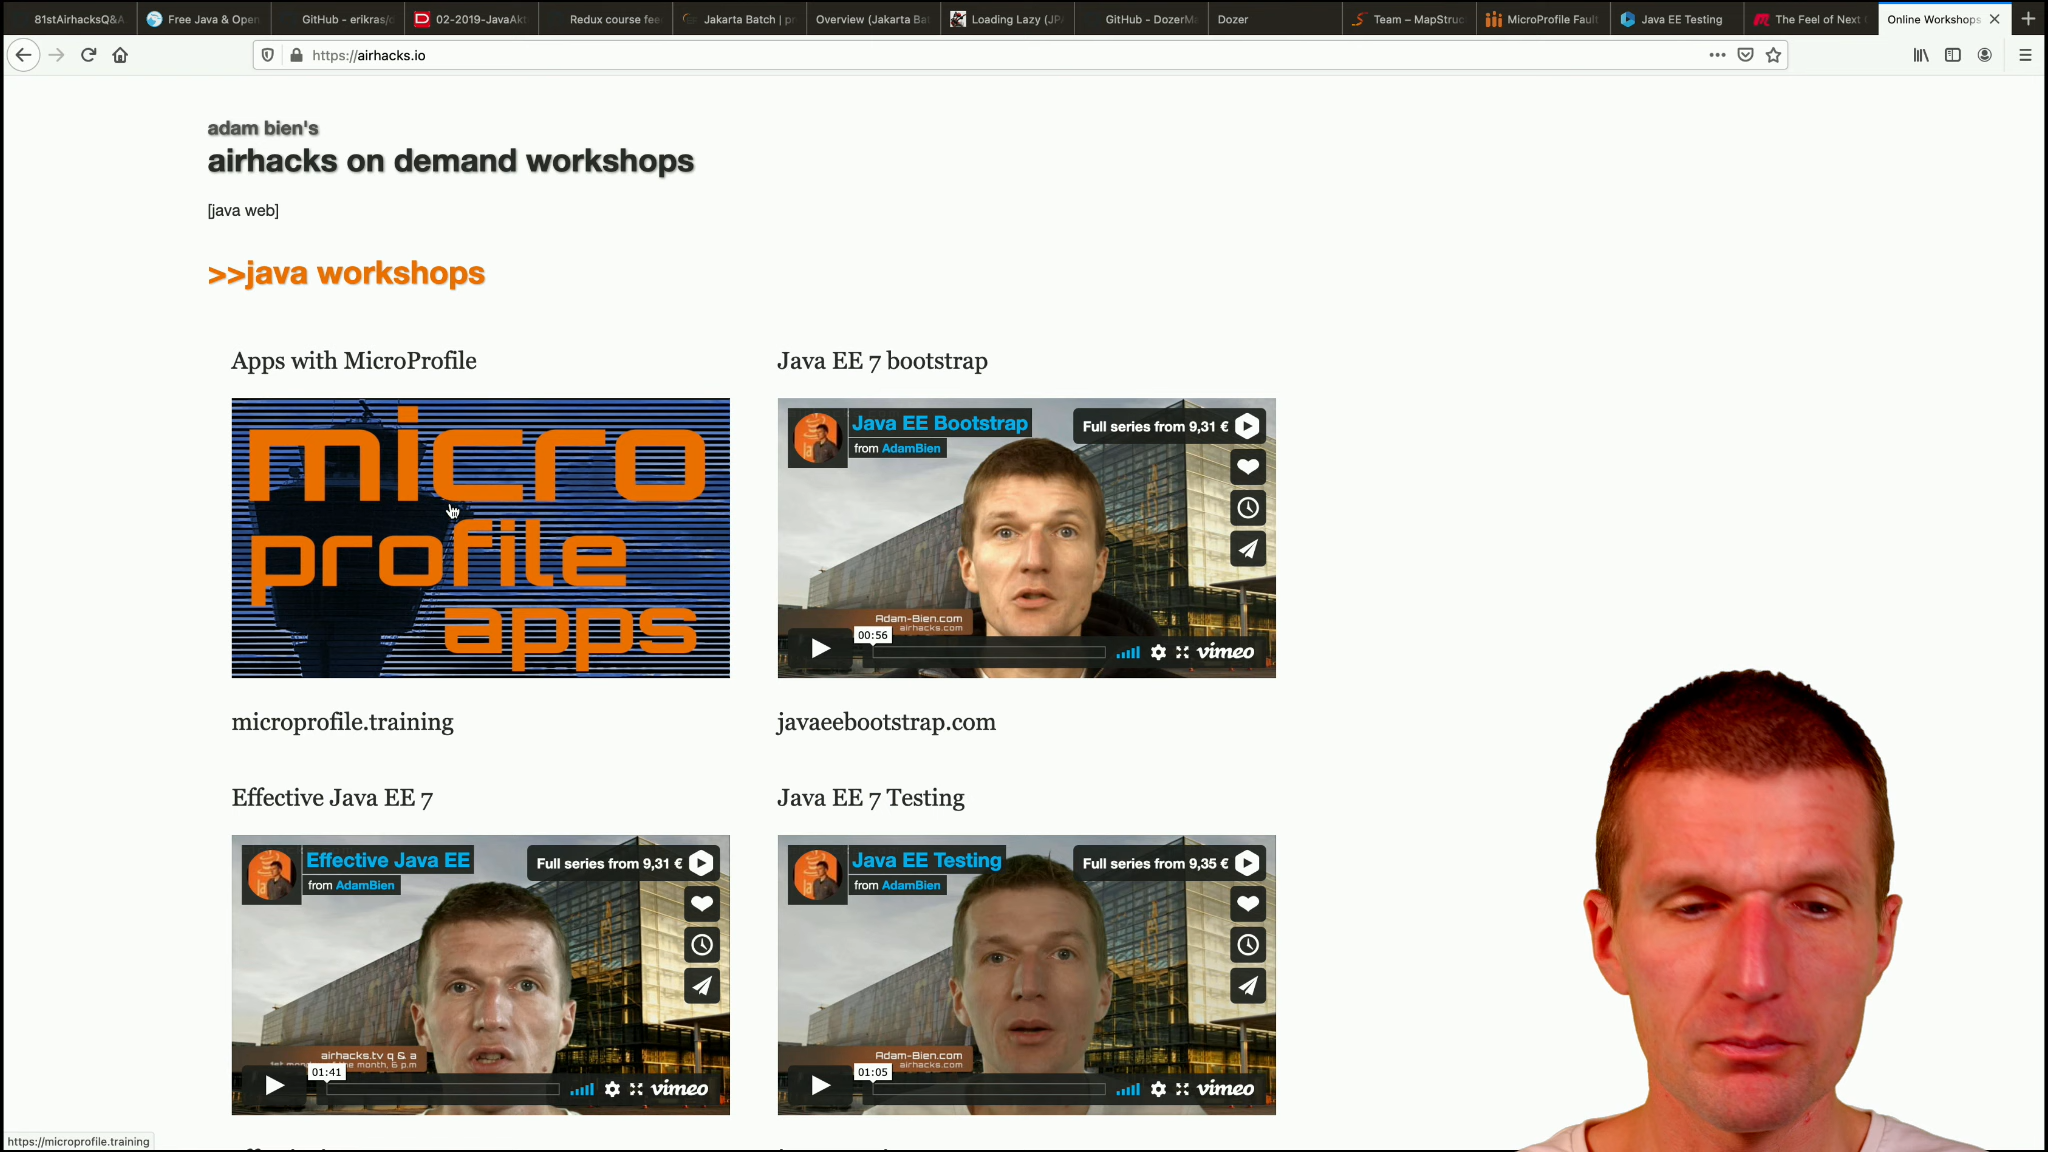 81stAirhacksQ&A
Free Java & Open
GitHub - erikras/
02-2019-JavaAkt
Redux course fee
Jakarta Batch | p
Overview (Jakarta Bat
Loading Lazy (JP
GitHub - DozerM
Dozer
Team – MapStruc
MicroProfile Fault
Java EE Testing
The Feel of Next
Online Workshops
https://airhacks.io
adam bien's
airhacks on demand workshops
[java web]
>>java workshops
Apps with MicroProfile
Java EE 7 bootstrap
micro
profile
apps
Java EE Bootstrap
from AdamBien
Full series from 9,31 €
Adam-Bien.com
airhacks.com
00:56
vimeo
microprofile.training
javaeebootstrap.com
Effective Java EE 7
Java EE 7 Testing
Effective Java EE
from AdamBien
Full series from 9,31 €
airhacks.tv q & a
the month, 6 p.m
01:41
vimeo
Java EE Testing
from AdamBien
Full series from 9,35 €
Adam-Bien.com
airhacks.com
01:05
vimeo
https://microprofile.training